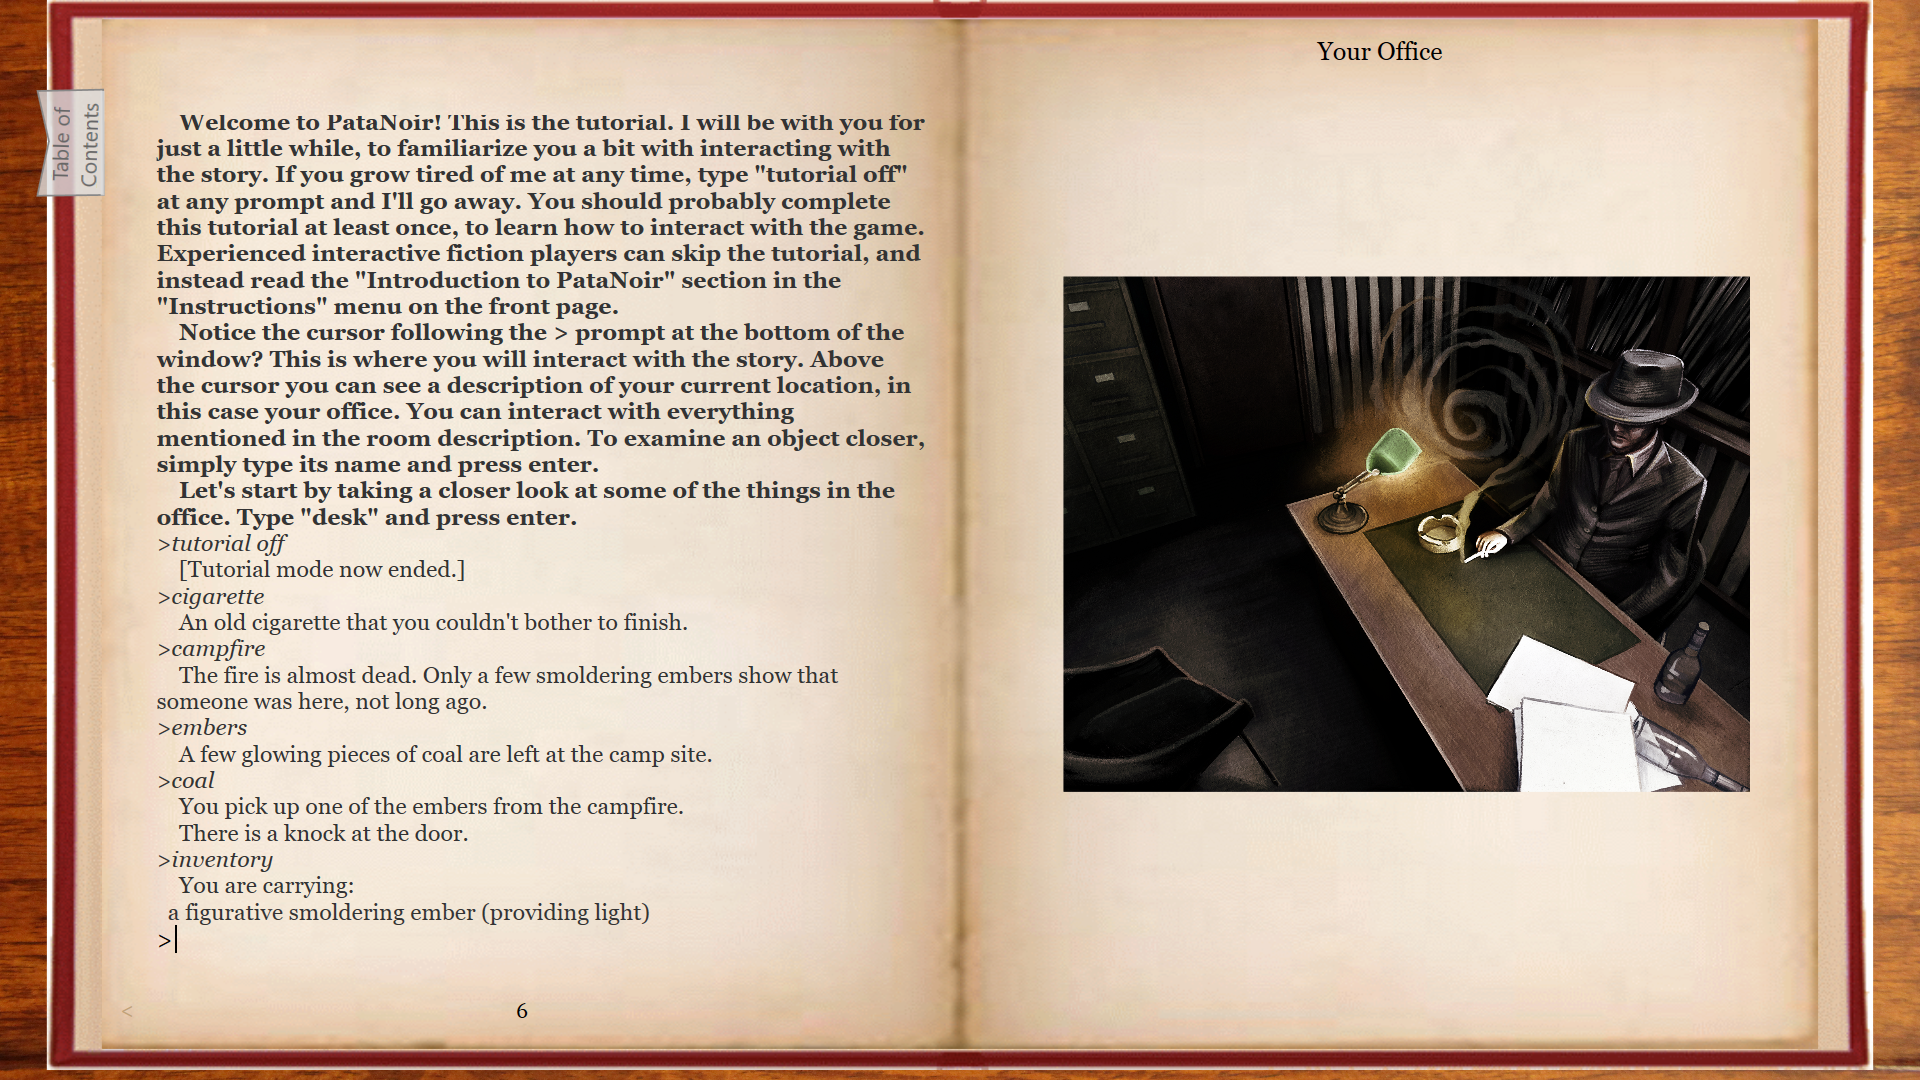 Table of
Contents
Welcome to PataNoir! This is the tutorial. I will be with you for
just a little while, to familiarize you a bit with interacting with
the story. If you grow tired of me at any time, type "tutorial off"
at any prompt and I'll go away. You should probably complete
this tutorial at least once, to learn how to interact with the game.
Experienced interactive fiction players can skip the tutorial, and
instead read the "Introduction to PataNoir" section in the
"Instructions" menu on the front page.
Notice the cursor following the > prompt at the bottom of the
window? This is where you will interact with the story. Above
the cursor you can see a description of your current location, in
this case your office. You can interact with everything
mentioned in the room description. To examine an object closer,
simply type its name and press enter.
Let's start by taking a closer look at some of the things in the
office. Type "desk" and press enter.
>tutorial off
[Tutorial mode now ended.]
>cigarette
An old cigarette that you couldn't bother to finish.
>campfire
The fire is almost dead. Only a few smoldering embers show that
someone was here, not long ago.
>embers
A few glowing pieces of coal are left at the camp site.
>coal
You pick up one of the embers from the campfire.
There is a knock at the door.
>inventory
You are carrying:
a figurative smoldering ember (providing light)
>
<
6
Your Office